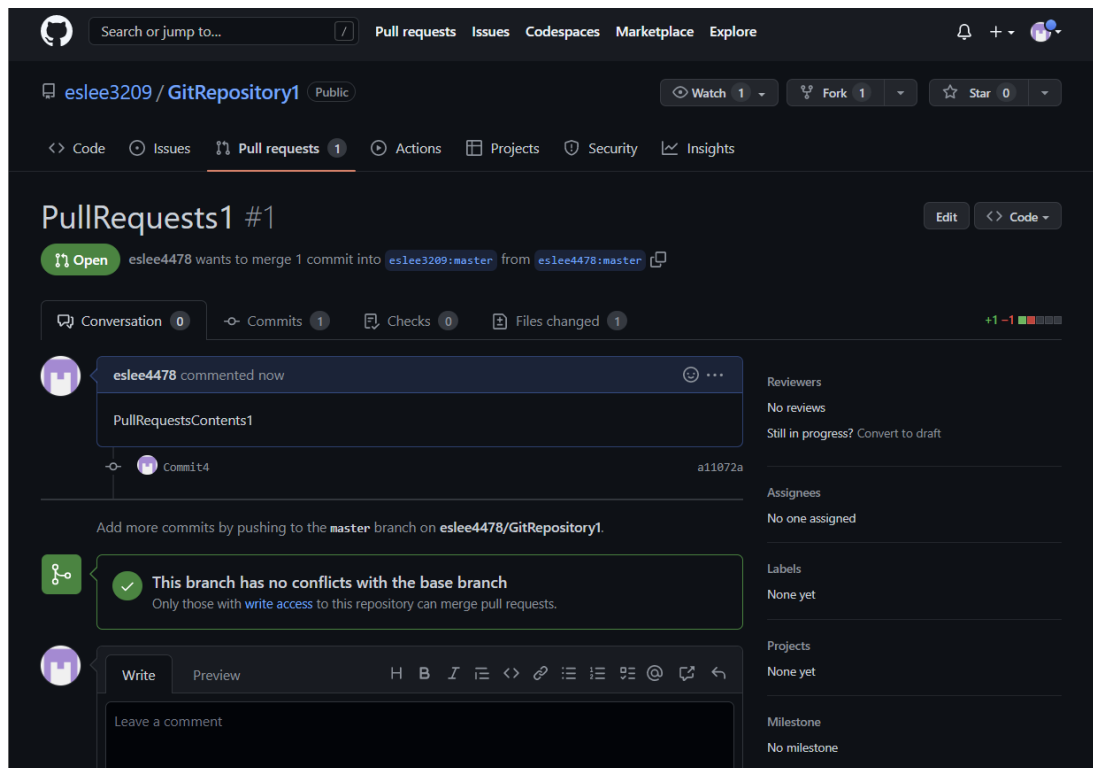 Search or jump to... /
Pull requests Issues Codespaces Marketplace Explore
eslee3209 / GitRepository1 Public
Watch 1 Fork 1 Star 0
Code Issues Pull requests 1 Actions Projects Security Insights
PullRequests1 #1
Edit Code
Open eslee4478 wants to merge 1 commit into eslee3209:master from eslee4478:master
Conversation 0 Commits 1 Checks 0 Files changed 1 +1 −1
eslee4478 commented now
PullRequestsContents1
Commit4 a11072a
Add more commits by pushing to the master branch on eslee4478/GitRepository1.
This branch has no conflicts with the base branch
Only those with write access to this repository can merge pull requests.
Write Preview
Leave a comment
Reviewers
No reviews
Still in progress? Convert to draft
Assignees
No one assigned
Labels
None yet
Projects
None yet
Milestone
No milestone